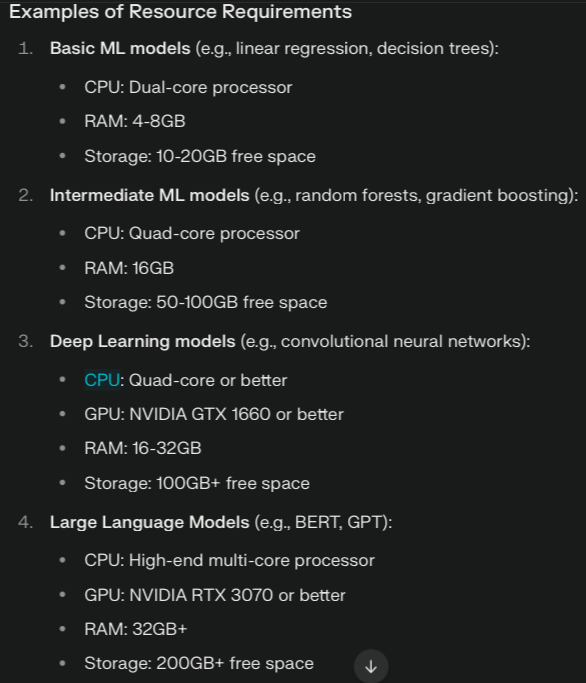 Examples of Resource Requirements
1. Basic ML models (e.g., linear regression, decision trees):
• CPU: Dual-core processor
• RAM: 4-8GB
• Storage: 10-20GB free space
2. Intermediate ML models (e.g., random forests, gradient boosting):
• CPU: Quad-core processor
• RAM: 16GB
• Storage: 50-100GB free space
3. Deep Learning models (e.g., convolutional neural networks):
• CPU: Quad-core or better
• GPU: NVIDIA GTX 1660 or better
• RAM: 16-32GB
• Storage: 100GB+ free space
4. Large Language Models (e.g., BERT, GPT):
• CPU: High-end multi-core processor
• GPU: NVIDIA RTX 3070 or better
• RAM: 32GB+
• Storage: 200GB+ free space